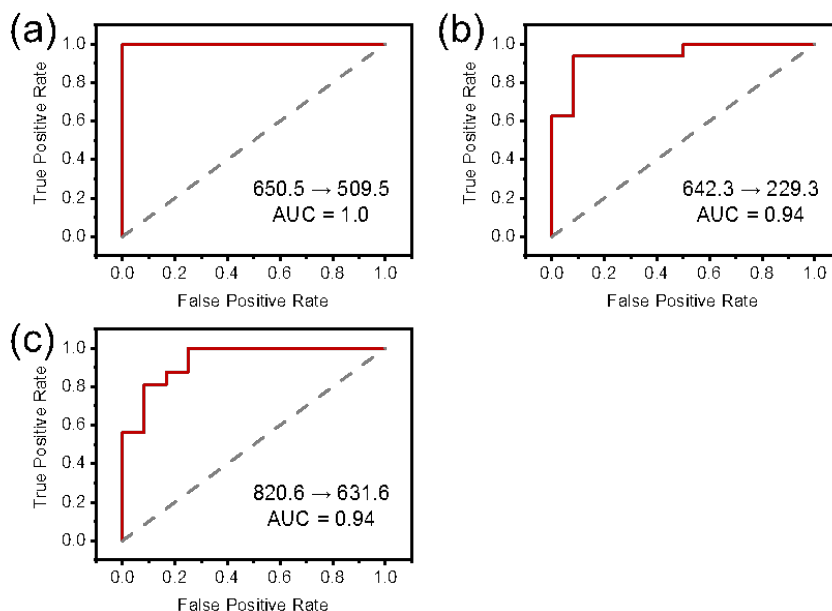 (a)
1.0
0.8
0.6
0.4
0.2
0.0
True Positive Rate
650.5 → 509.5
AUC = 1.0
0.0 0.2 0.4 0.6 0.8 1.0
False Positive Rate
(b)
1.0
0.8
0.6
0.4
0.2
0.0
True Positive Rate
642.3 → 229.3
AUC = 0.94
0.0 0.2 0.4 0.6 0.8 1.0
False Positive Rate
(c)
1.0
0.8
0.6
0.4
0.2
0.0
True Positive Rate
820.6 → 631.6
AUC = 0.94
0.0 0.2 0.4 0.6 0.8 1.0
False Positive Rate